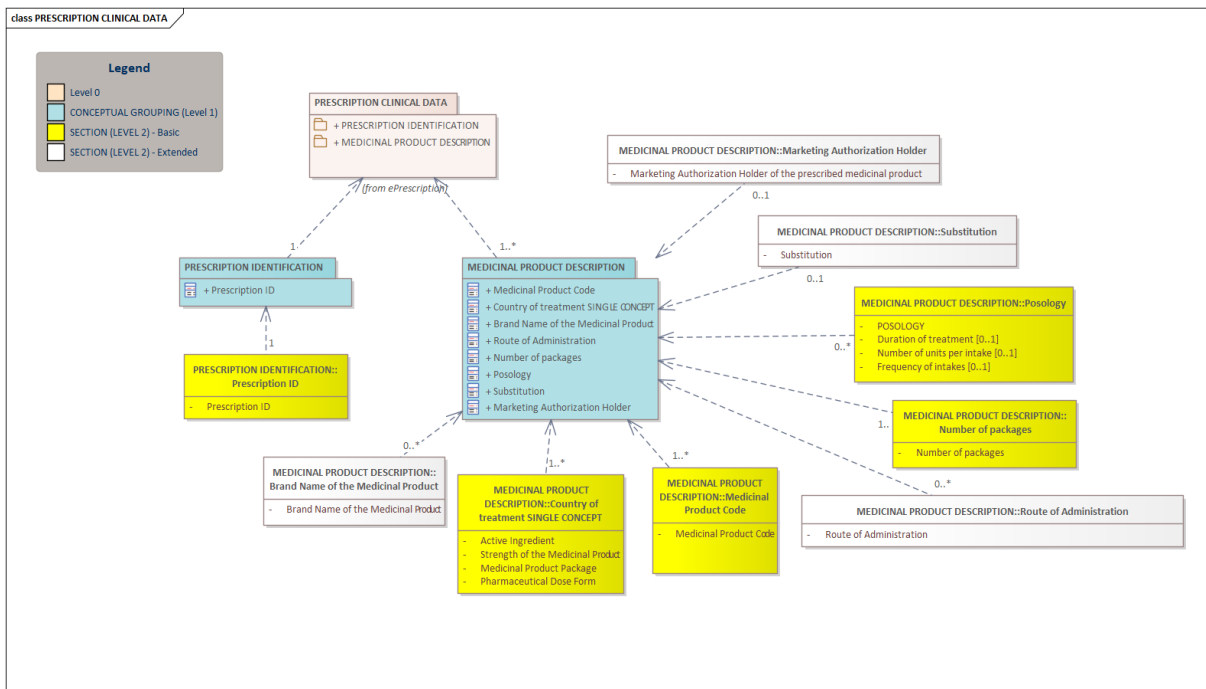 class PRESCRIPTION CLINICAL DATA
Legend
Level 0
CONCEPTUAL GROUPING (Level 1)
SECTION (LEVEL 2) - Basic
SECTION (LEVEL 2) - Extended
PRESCRIPTION CLINICAL DATA
+ PRESCRIPTION IDENTIFICATION
+ MEDICINAL PRODUCT DESCRIPTION
(from ePrescription)
MEDICINAL PRODUCT DESCRIPTION::Marketing Authorization Holder
- Marketing Authorization Holder of the prescribed medicinal product
0..1
MEDICINAL PRODUCT DESCRIPTION::Substitution
- Substitution
0..1
1
1..*
PRESCRIPTION IDENTIFICATION
+ Prescription ID
1
PRESCRIPTION IDENTIFICATION::
Prescription ID
- Prescription ID
MEDICINAL PRODUCT DESCRIPTION
+ Medicinal Product Code
+ Country of treatment SINGLE CONCEPT
+ Brand Name of the Medicinal Product
+ Route of Administration
+ Number of packages
+ Posology
+ Substitution
+ Marketing Authorization Holder
MEDICINAL PRODUCT DESCRIPTION::Posology
- POSOLOGY
- Duration of treatment [0..1]
- Number of units per intake [0..1]
- Frequency of intakes [0..1]
0..*
MEDICINAL PRODUCT DESCRIPTION::
Number of packages
- Number of packages
1..
0..*
MEDICINAL PRODUCT DESCRIPTION::
Brand Name of the Medicinal Product
- Brand Name of the Medicinal Product
1..*
MEDICINAL PRODUCT
DESCRIPTION::Country of
treatment SINGLE CONCEPT
- Active Ingredient
- Strength of the Medicinal Product
- Medicinal Product Package
- Pharmaceutical Dose Form
1..*
MEDICINAL PRODUCT
DESCRIPTION::Medicinal
Product Code
- Medicinal Product Code
0..*
MEDICINAL PRODUCT DESCRIPTION::Route of Administration
- Route of Administration